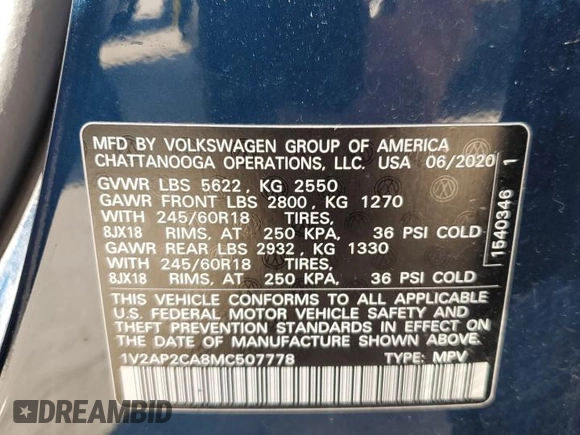 MFD BY VOLKSWAGEN GROUP OF AMERICA
CHATTANOOGA OPERATIONS, LLC. USA 06/2020
GVWR LBS 5622, KG 2550
GAWR FRONT LBS 2800, KG 1270
WITH 245/60R18 TIRES,
8JX18 RIMS, AT 250 KPA, 36 PSI COLD
GAWR REAR LBS 2932, KG 1330
WITH 245/60R18 TIRES,
8JX18 RIMS, AT 250 KPA, 36 PSI COLD
THIS VEHICLE CONFORMS TO ALL APPLICABLE
U.S. FEDERAL MOTOR VEHICLE SAFETY AND
THEFT PREVENTION STANDARDS IN EFFECT ON
THE DATE OF MANUFACTURE SHOWN ABOVE.
1V2AP2CA8MC507778 TYPE: MPV
1540346 1
DREAMBID